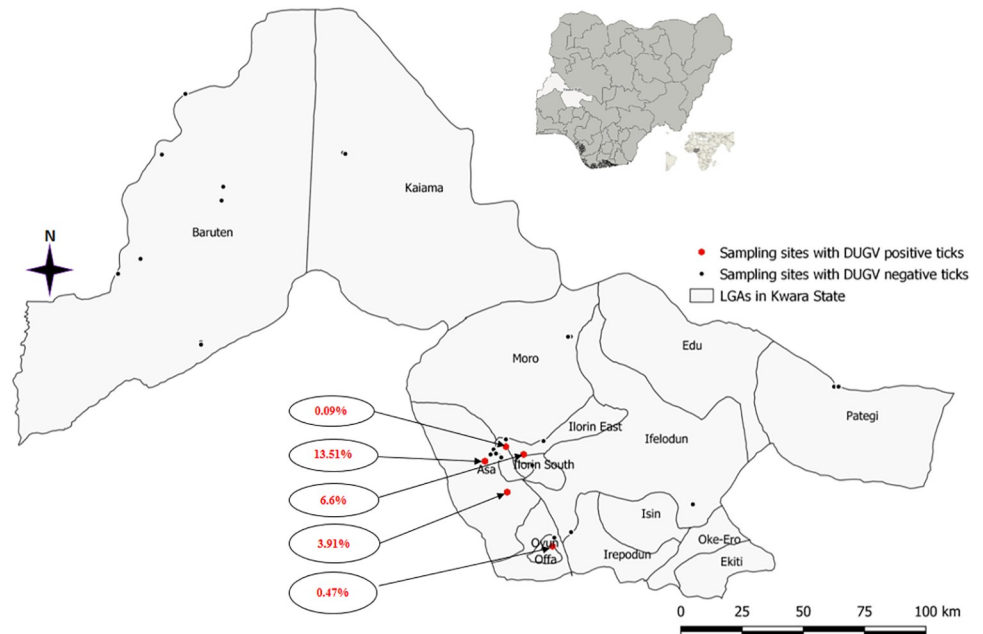 Kaiama
Baruten
N
Sampling sites with DUGV positive ticks
Sampling sites with DUGV negative ticks
LGAs in Kwara State
Moro
Edu
Pategi
0.09%
Ilorin East
Ifelodun
13.51%
Asa
Ilorin South
6.6%
Isin
3.91%
Oyun
Oke-Ero
Offa
Irepodun
Ekiti
0.47%
0 25 50 75 100 km